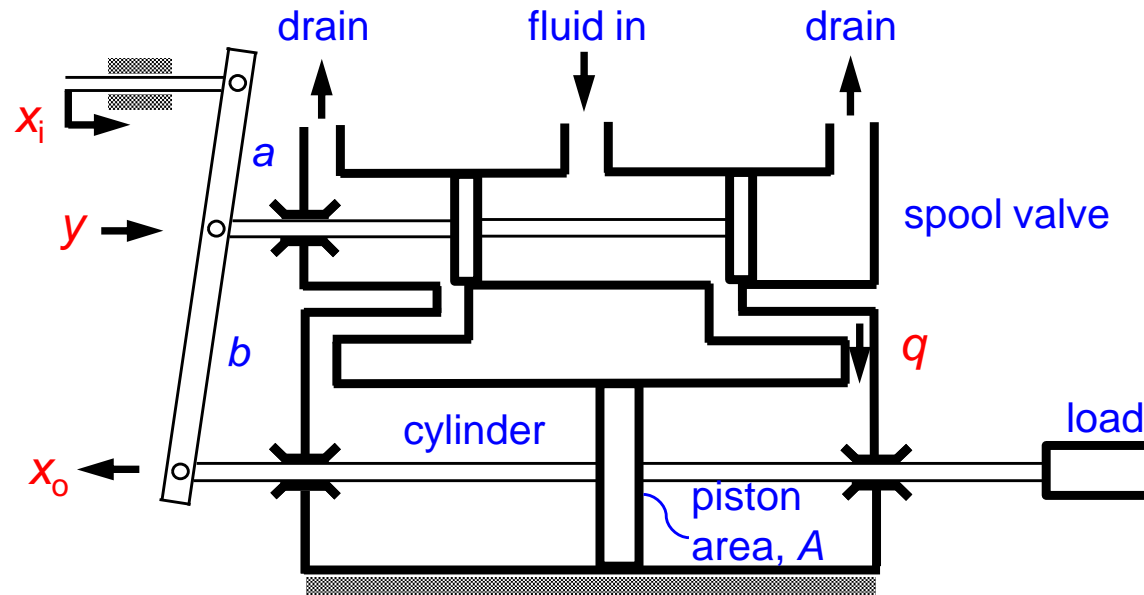 drain
fluid in
drain
xi
a
y
spool valve
b
q
cylinder
load
xo
piston
area, A